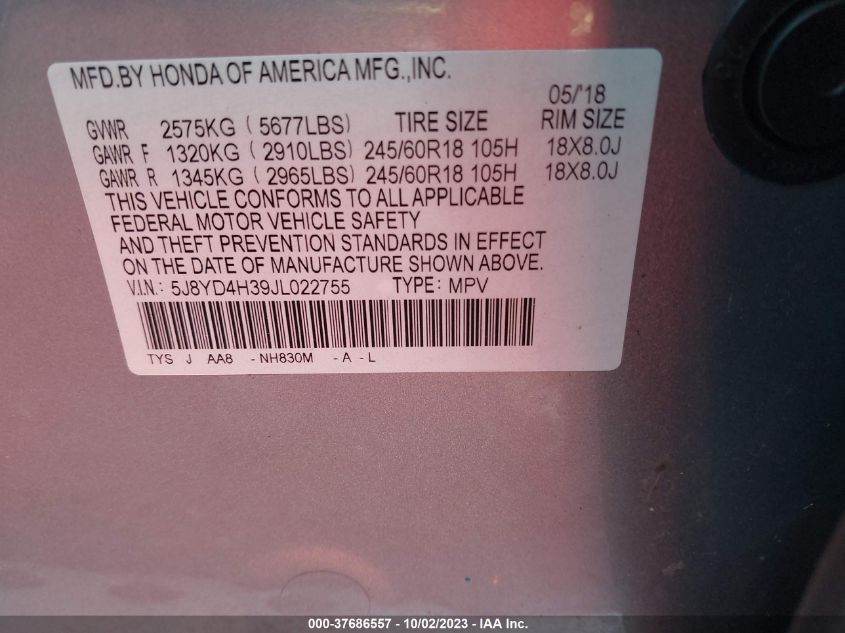 MFD.BY HONDA OF AMERICA MFG.,INC.
05/'18
GVWR 2575KG ( 5677LBS) TIRE SIZE RIM SIZE
GAWR F 1320KG ( 2910LBS) 245/60R18 105H 18X8.0J
GAWR R 1345KG ( 2965LBS) 245/60R18 105H 18X8.0J
THIS VEHICLE CONFORMS TO ALL APPLICABLE
FEDERAL MOTOR VEHICLE SAFETY
AND THEFT PREVENTION STANDARDS IN EFFECT
ON THE DATE OF MANUFACTURE SHOWN ABOVE.
V.I.N.: 5J8YD4H39JL022755 TYPE: MPV
TYS J AA8 -NH830M -A-L
000-37686557 - 10/02/2023 - IAA Inc.